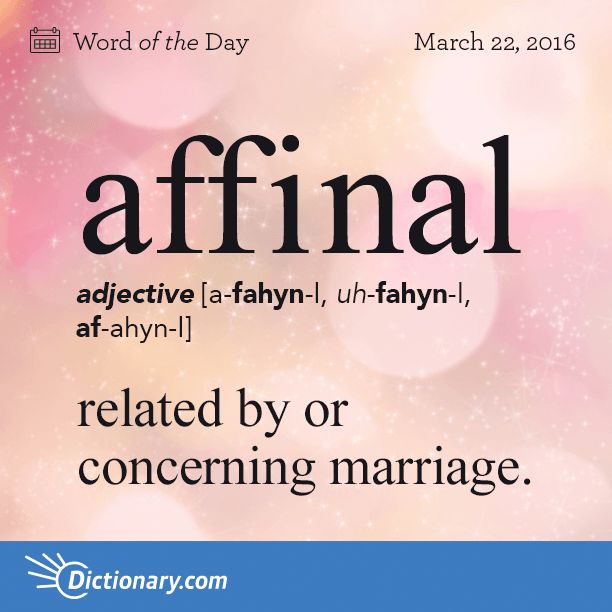 Word of the Day
March 22, 2016
affinal
adjective [a-fahyn-l, uh-fahyn-l,
af-ahyn-l]
related by or
concerning marriage.
Dictionary.com